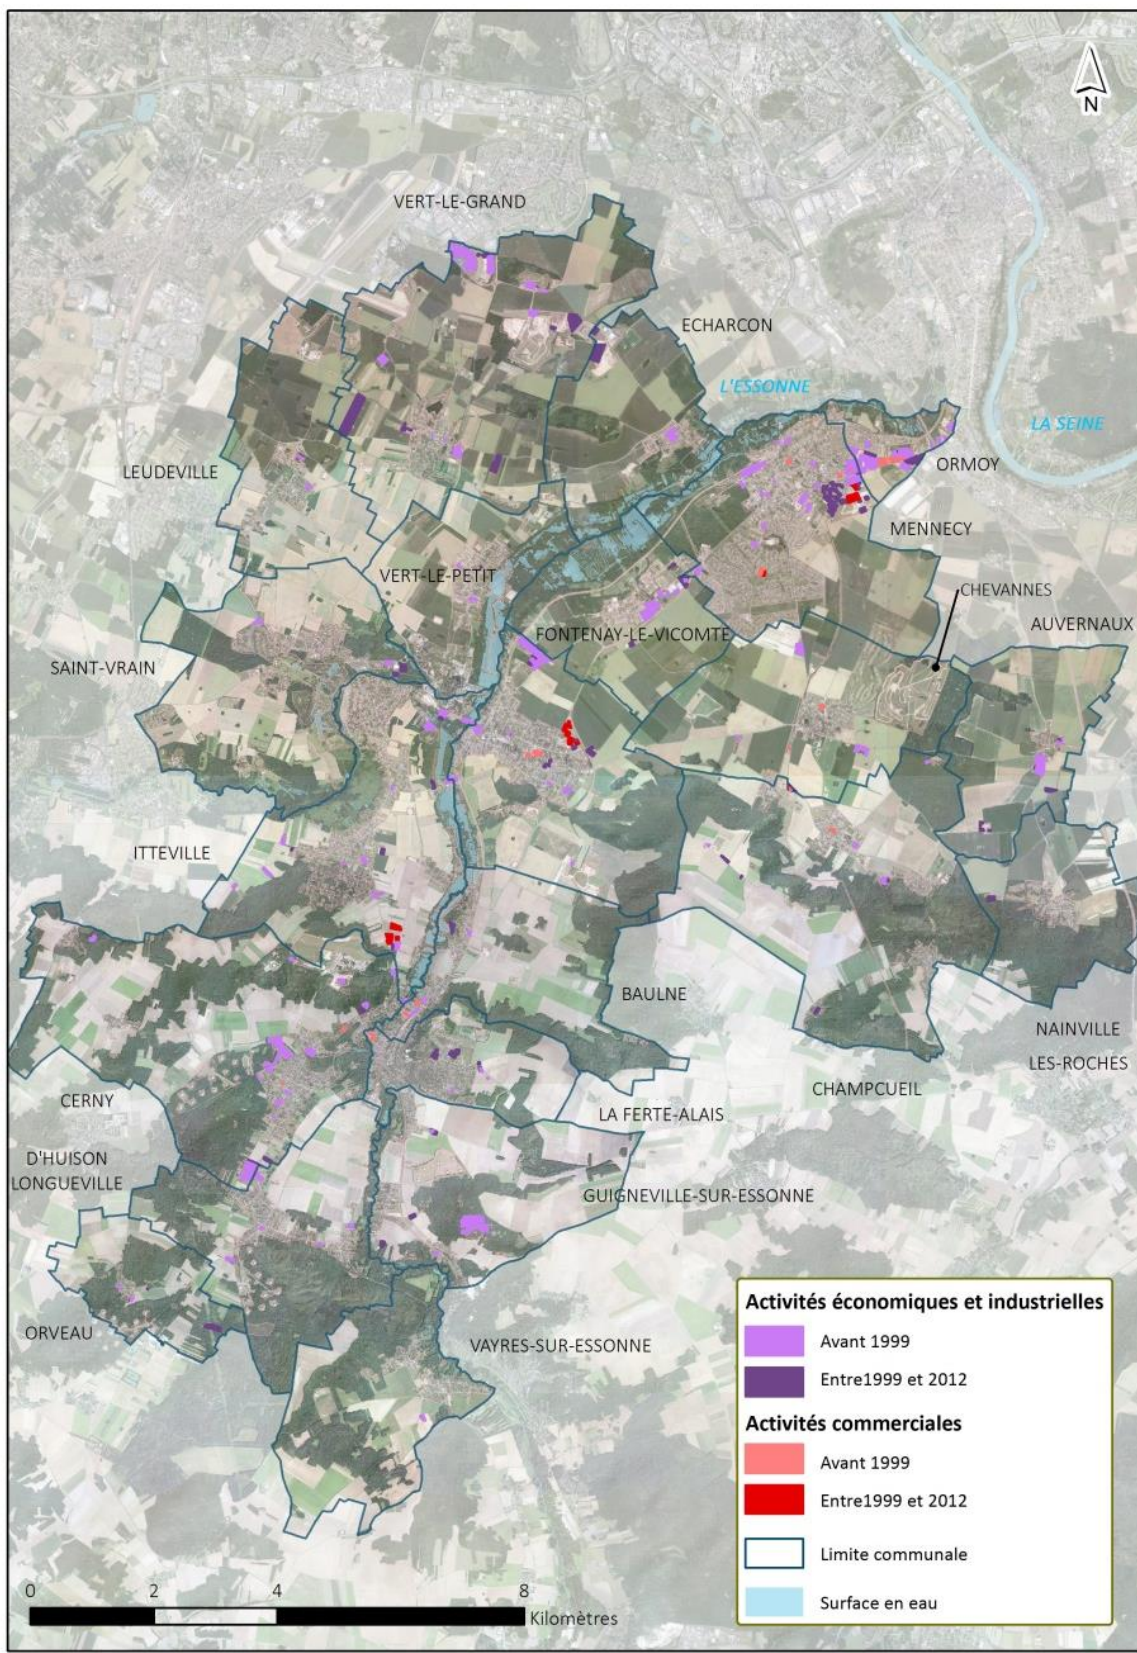 N
VERT-LE-GRAND
ECHARCON
L'ESSONNE
LA SEINE
LEUDEVILLE
ORMOY
MENNECY
VERT-LE-PETIT
CHEVANNES
FONTENAY-LE-VICOMTE
AUVERNAUX
SAINT-VRAIN
ITTEVILLE
BAULNE
NAINVILLE
LES-ROCHES
CHAMPCUEIL
CERNY
LA FERTE-ALAIS
D'HUISON
LONGUEVILLE
GUIGNEVILLE-SUR-ESSONNE
ORVEAU
VAYRES-SUR-ESSONNE
Activités économiques et industrielles
Avant 1999
Entre1999 et 2012
Activités commerciales
Avant 1999
Entre1999 et 2012
Limite communale
Surface en eau
0 2 4 8
Kilomètres